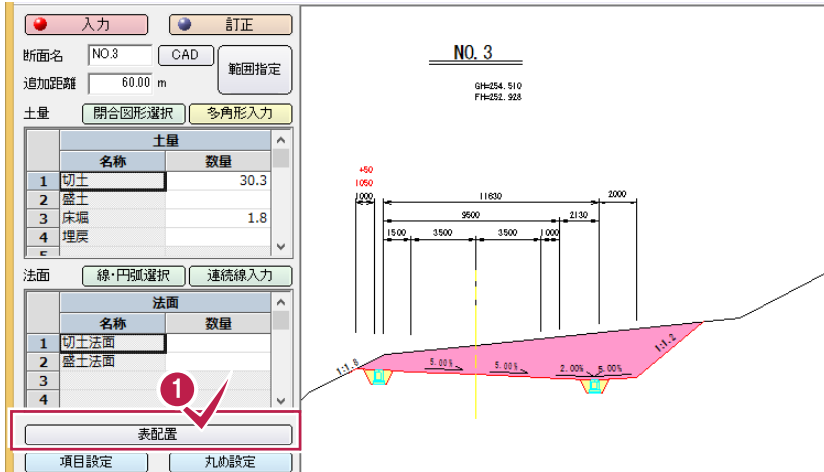 入力 訂正
断面名 NO.3 CAD 範囲指定
追加距離 60.00 m
土量 閉合図形選択 多角形入力
土量
名称 数量
1 切土 30.3
2 盛土
3 床堀 1.8
4 埋戻
法面 線・円弧選択 連続線入力
法面
名称 数量
1 切土法面
2 盛土法面
3
4
1
表配置
項目設定 丸め設定
NO. 3
GH=254. 510
FH=252. 928
+50
1050
1000 11630 2000
9500 2130
1500 3500 3500 1000
1:1.8 5.00% 5.00% 2.00% 5.00% 1:1.2